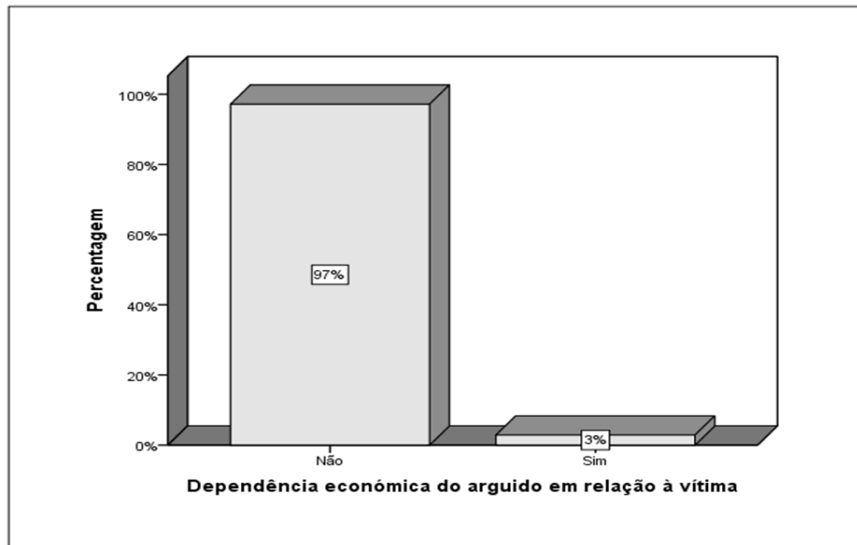 Percentagem
100%
80%
60%
40%
20%
0%
97%
3%
Não
Sim
Dependência económica do arguido em relação à vítima